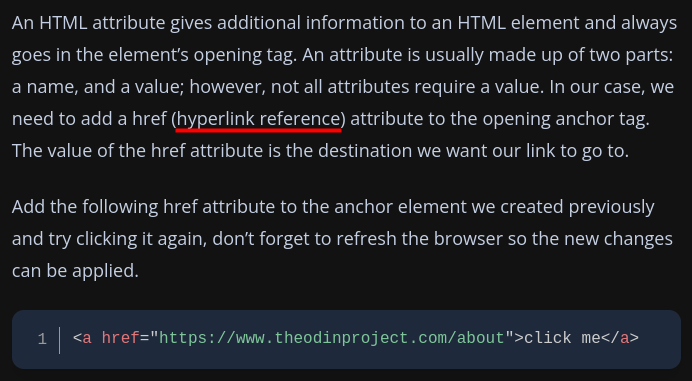 An HTML attribute gives additional information to an HTML element and always
goes in the element’s opening tag. An attribute is usually made up of two parts:
a name, and a value; however, not all attributes require a value. In our case, we
need to add a href (hyperlink reference) attribute to the opening anchor tag.
The value of the href attribute is the destination we want our link to go to.
Add the following href attribute to the anchor element we created previously
and try clicking it again, don’t forget to refresh the browser so the new changes
can be applied.
1 <a href="https://www.theodinproject.com/about">click me</a>